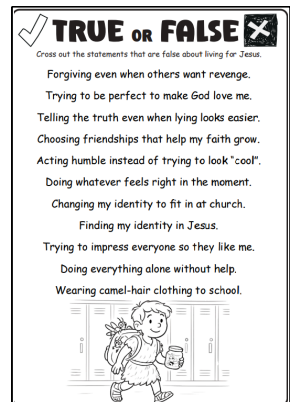 TRUE OR FALSE
Cross out the statements that are false about living for Jesus.
Forgiving even when others want revenge.
Trying to be perfect to make God love me.
Telling the truth even when lying looks easier.
Choosing friendships that help my faith grow.
Acting humble instead of trying to look "cool".
Doing whatever feels right in the moment.
Changing my identity to fit in at church.
Finding my identity in Jesus.
Trying to impress everyone so they like me.
Doing everything alone without help.
Wearing camel-hair clothing to school.